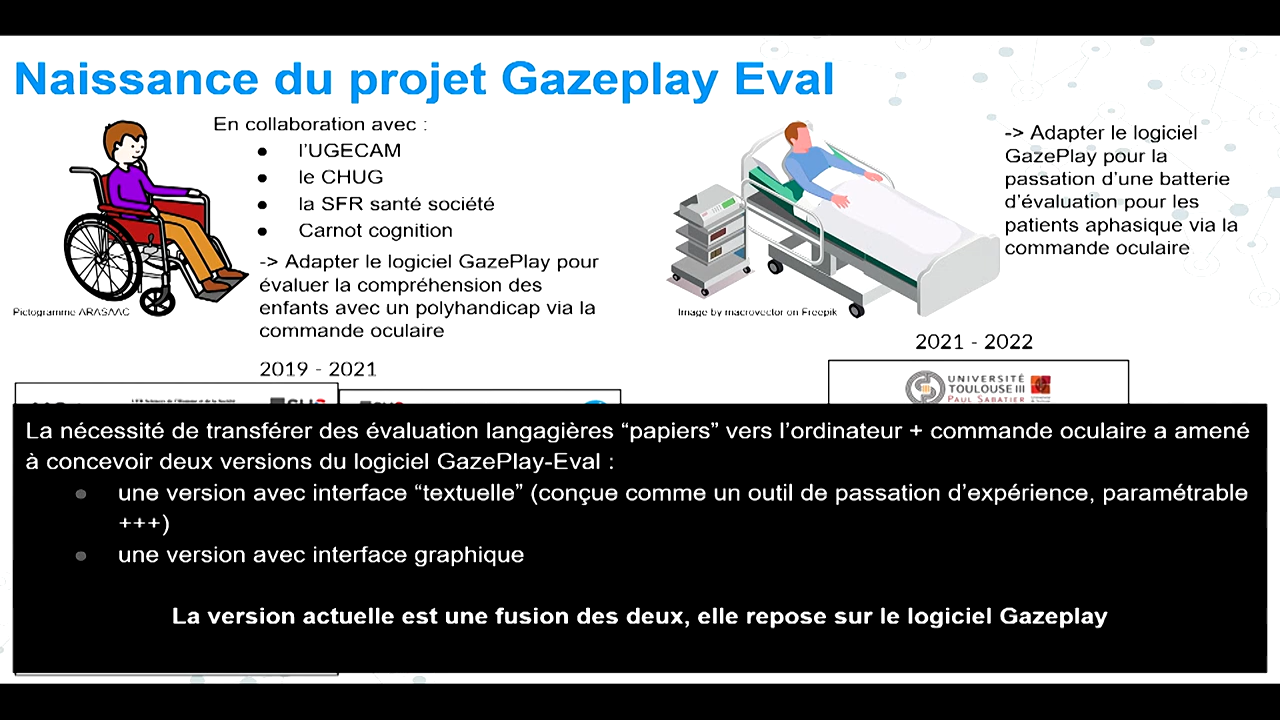 Naissance du projet Gazeplay Eval
En collaboration avec :
● l'UGECAM
● le CHUG
● la SFR santé société
● Carnot cognition
-> Adapter le logiciel GazePlay pour
évaluer la compréhension des
enfants avec un polyhandicap via la
commande oculaire
Pictogramme ARASAAC
2019 - 2021
-> Adapter le logiciel
GazePlay pour la
passation d'une batterie
d'évaluation pour les
patients aphasique via la
commande oculaire
Image by macrovector on Freepik
2021 - 2022
UNIVERSITÉ
TOULOUSE III
PAUL SABATIER
La nécessité de transférer des évaluation langagières “papiers” vers l'ordinateur + commande oculaire a amené
à concevoir deux versions du logiciel GazePlay-Eval :
● une version avec interface “textuelle” (conçue comme un outil de passation d'expérience, paramétrable
+++)
● une version avec interface graphique
La version actuelle est une fusion des deux, elle repose sur le logiciel Gazeplay